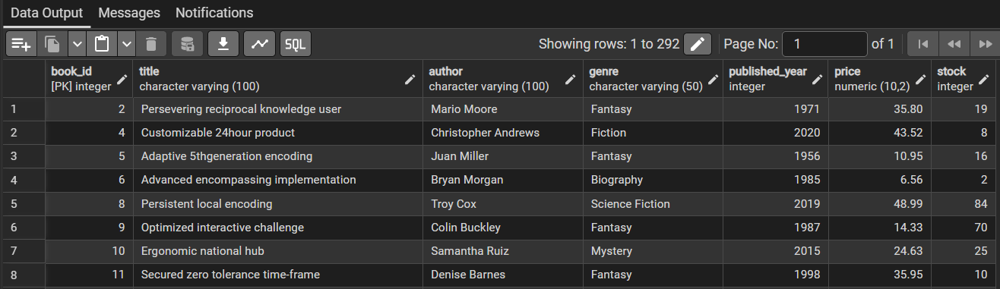 Data Output Messages Notifications
SQL Showing rows: 1 to 292 Page No: 1 of 1
book_id title author genre published_year price stock
[PK] integer character varying (100) character varying (100) character varying (50) integer numeric (10,2) integer
1 2 Persevering reciprocal knowledge user Mario Moore Fantasy 1971 35.80 19
2 4 Customizable 24hour product Christopher Andrews Fiction 2020 43.52 8
3 5 Adaptive 5thgeneration encoding Juan Miller Fantasy 1956 10.95 16
4 6 Advanced encompassing implementation Bryan Morgan Biography 1985 6.56 2
5 8 Persistent local encoding Troy Cox Science Fiction 2019 48.99 84
6 9 Optimized interactive challenge Colin Buckley Fantasy 1987 14.33 70
7 10 Ergonomic national hub Samantha Ruiz Mystery 2015 24.63 25
8 11 Secured zero tolerance time-frame Denise Barnes Fantasy 1998 35.95 10